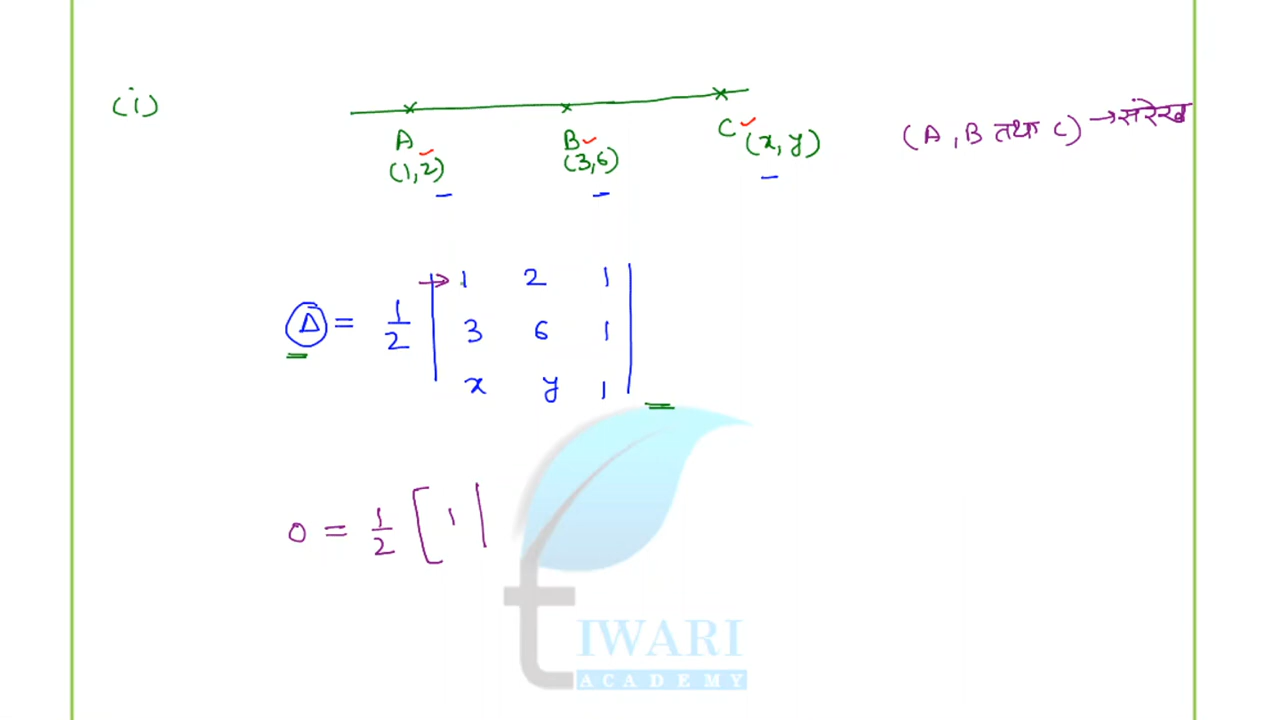 (i)
A B C
(1,2) (3,6) (x,y)
(A, B तथा C) → संरेख
Δ = 1/2 | 1 2 1
3 6 1
x y 1 |
0 = 1/2 [ 1 |
tIWARI
ACADEMY